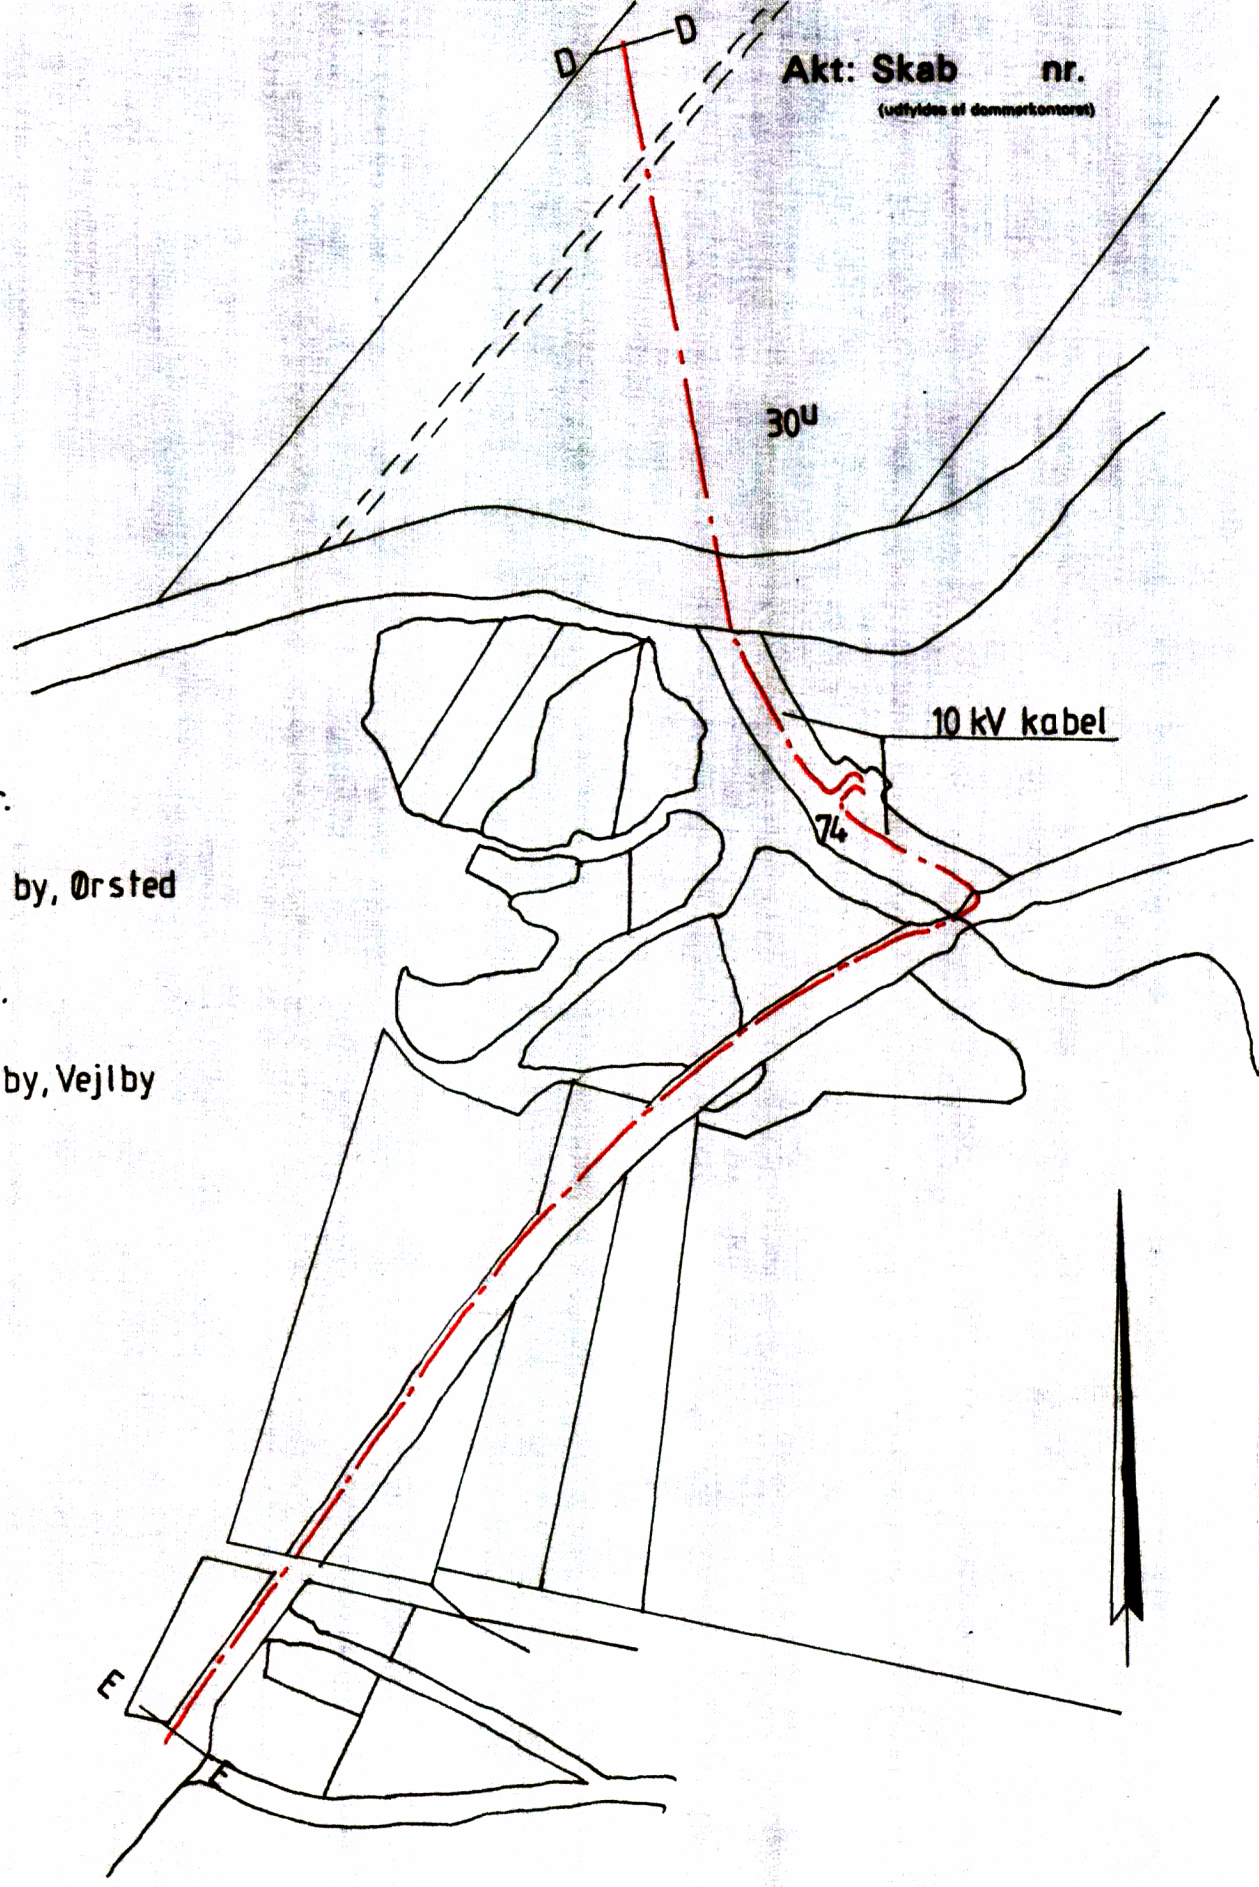 D D
Akt: Skab nr.
(udfyldes af dommerkontoret)
30u
10 kV kabel
74
by, Ørsted
by, Vejlby
E
E